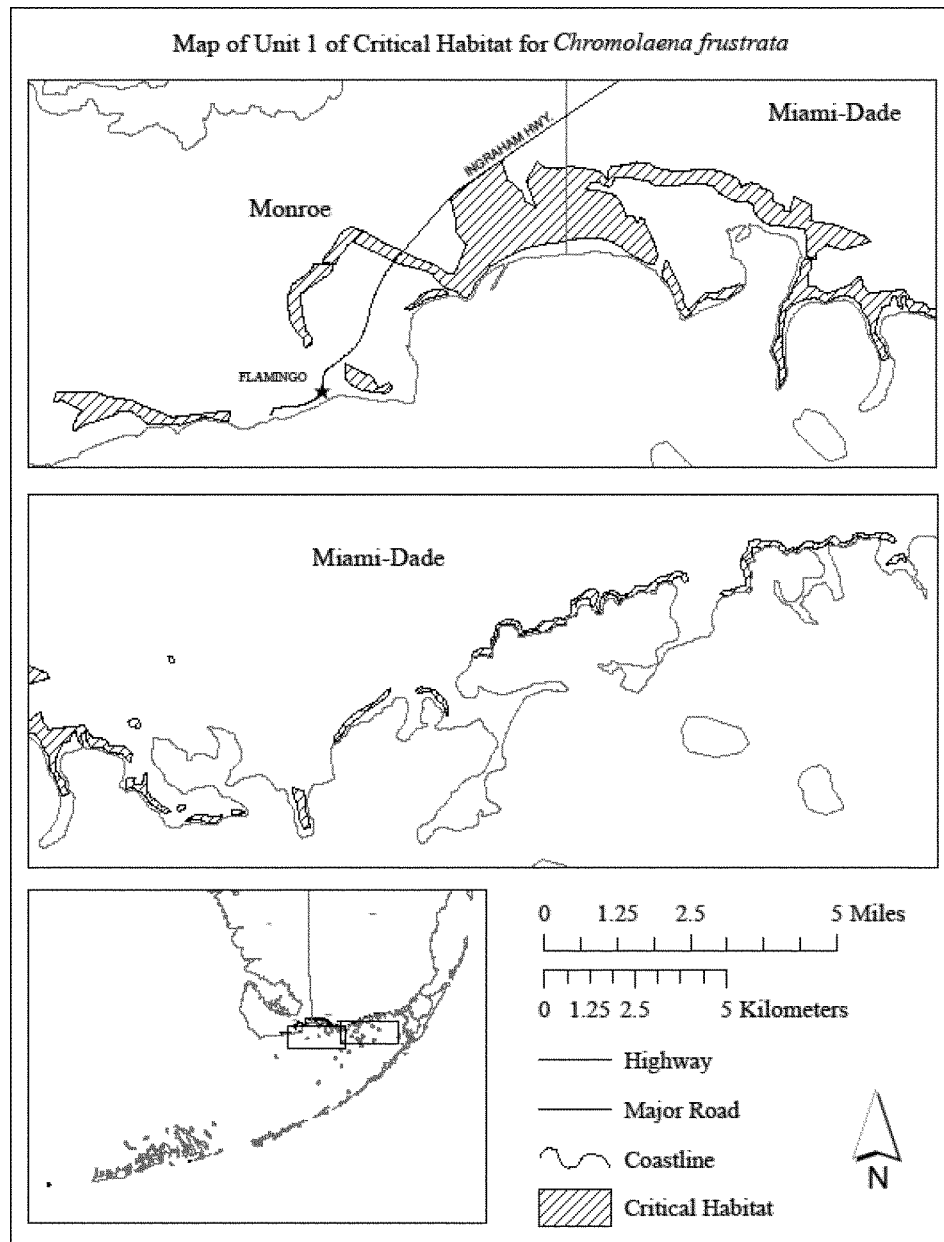 Map of Unit 1 of Critical Habitat for Chromolaena frustrata
Miami-Dade
INGRAHAM HWY.
Monroe
FLAMINGO
Miami-Dade
0 1.25 2.5 5 Miles
0 1.25 2.5 5 Kilometers
Highway
Major Road
Coastline
Critical Habitat
N